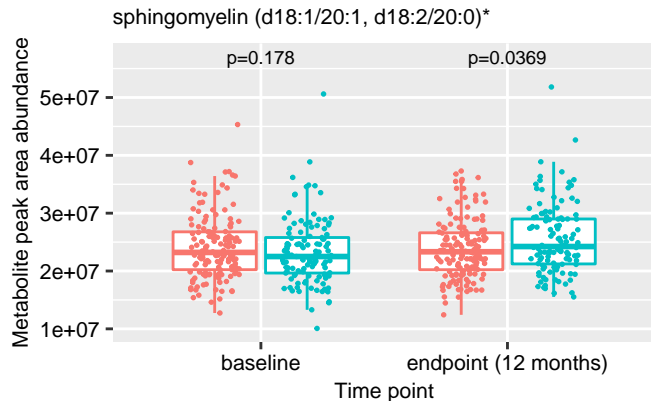 sphingomyelin (d18:1/20:1, d18:2/20:0)*
p=0.178
p=0.0369
Metabolite peak area abundance
5e+07
4e+07
3e+07
2e+07
1e+07
baseline
endpoint (12 months)
Time point